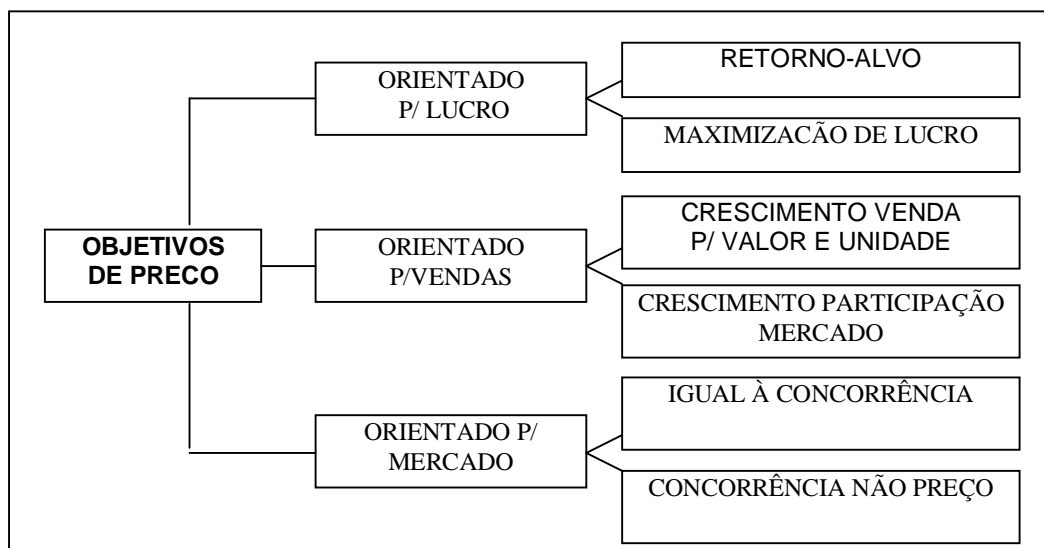 RETORNO-ALVO
ORIENTADO
P/ LUCRO
MAXIMIZACÃO DE LUCRO
CRESCIMENTO VENDA
P/ VALOR E UNIDADE
OBJETIVOS
DE PRECO
ORIENTADO
P/VENDAS
CRESCIMENTO PARTICIPAÇÃO
MERCADO
IGUAL À CONCORRÊNCIA
ORIENTADO P/
MERCADO
CONCORRÊNCIA NÃO PREÇO